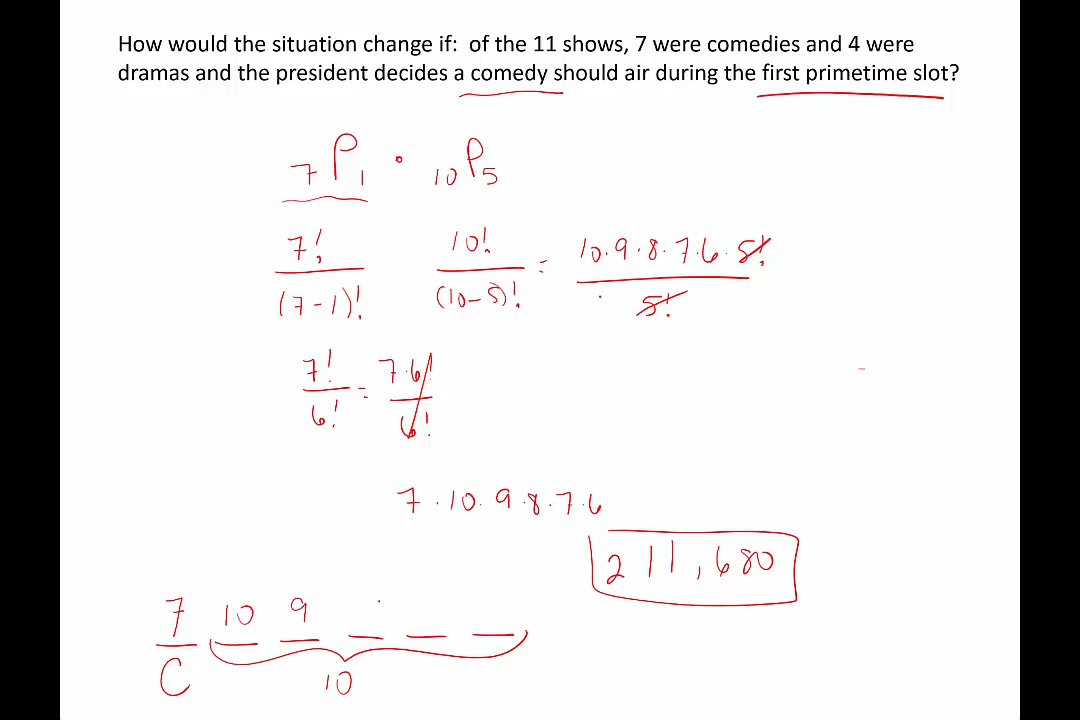 How would the situation change if: of the 11 shows, 7 were comedies and 4 were
dramas and the president decides a comedy should air during the first primetime slot?
7P1 · 10P5
7! 10! = 10·9·8·7·6·5!
(7-1)! (10-5)! 5!
7! = 7·6!
6! 6!
7·10·9·8·7·6
211,680
7 10 9
C
10